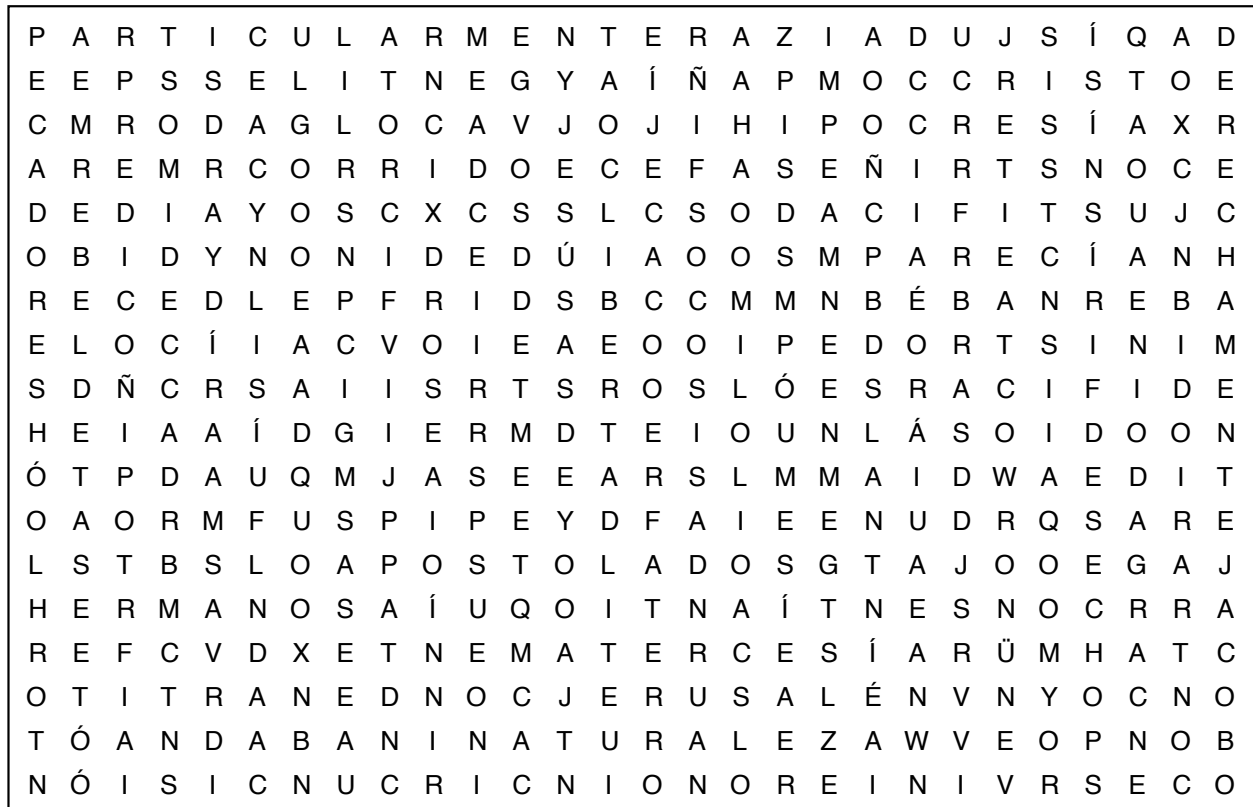 P A R T I C U L A R M E N T E R A Z I A D U J S Í Q A D
E E P S S E L I T N E G Y A Í Ñ A P M O C C R I S T O E
C M R O D A G L O C A V J O J I H I P O C R E S Í A X R
A R E M R C O R R I D O E C E F A S E Ñ I R T S N O C E
D E D I A Y O S C X C S S L C S O D A C I F I T S U J C
O B I D Y N O N I D E D Ú I A O O S M P A R E C Í A N H
R E C E D L E P F R I D S B C C M M N B É B A N R E B A
E L O C Í I A C V O I E A E O O I P E D O R T S I N I M
S D Ñ C R S A I I S R T S R O S L Ó E S R A C I F I D E
H E I A A Í D G I E R M D T E I O U N L Á S O I D O O N
Ó T P D A U Q M J A S E E A R S L M M A I D W A E D I T
O A O R M F U S P I P E Y D F A I E E N U D R Q S A R E
L S T B S L O A P O S T O L A D O S G T A J O O E G A J
H E R M A N O S A Í U Q O I T N A Í T N E S N O C R R A
R E F C V D X E T N E M A T E R C E S Í A R Ü M H A T C
O T I T R A N E D N O C J E R U S A L É N V N Y O C N O
T Ó A N D A B A N I N A T U R A L E Z A W V E O P N O B
N Ó I S I C N U C R I C N I O N O R E I N I V R S E C O